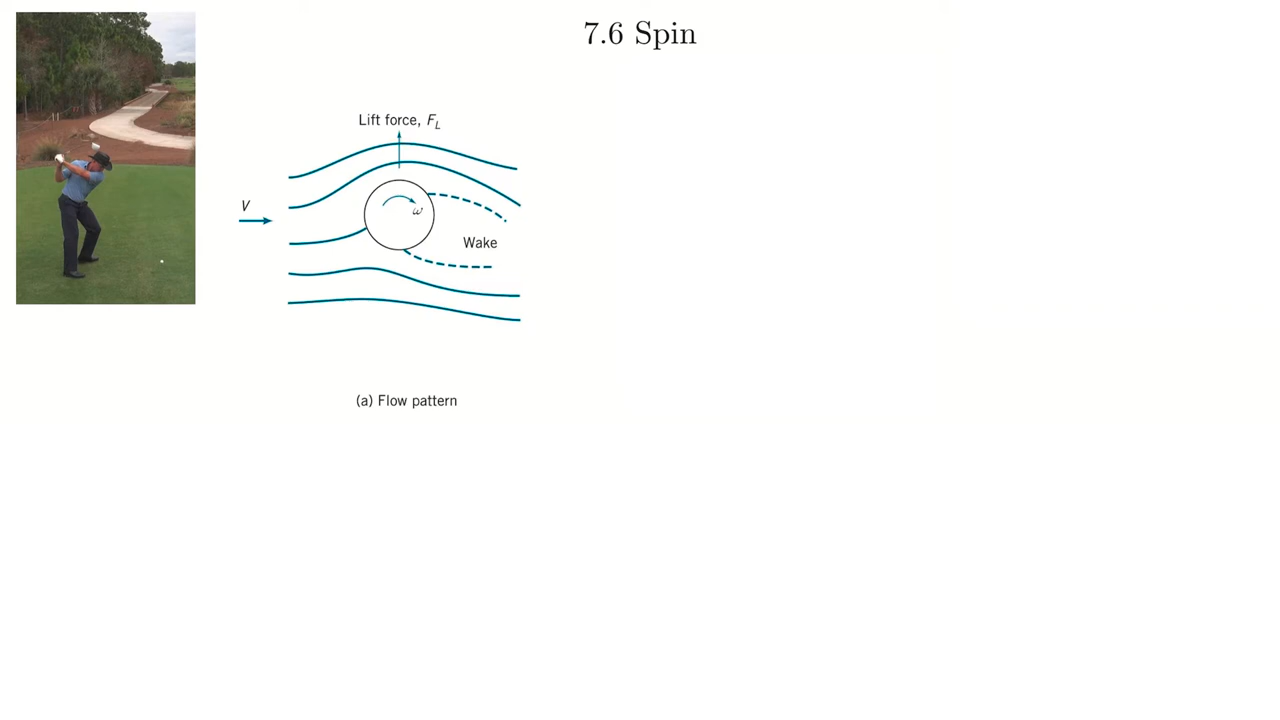 7.6 Spin
Lift force, F_L
V
ω
Wake
(a) Flow pattern